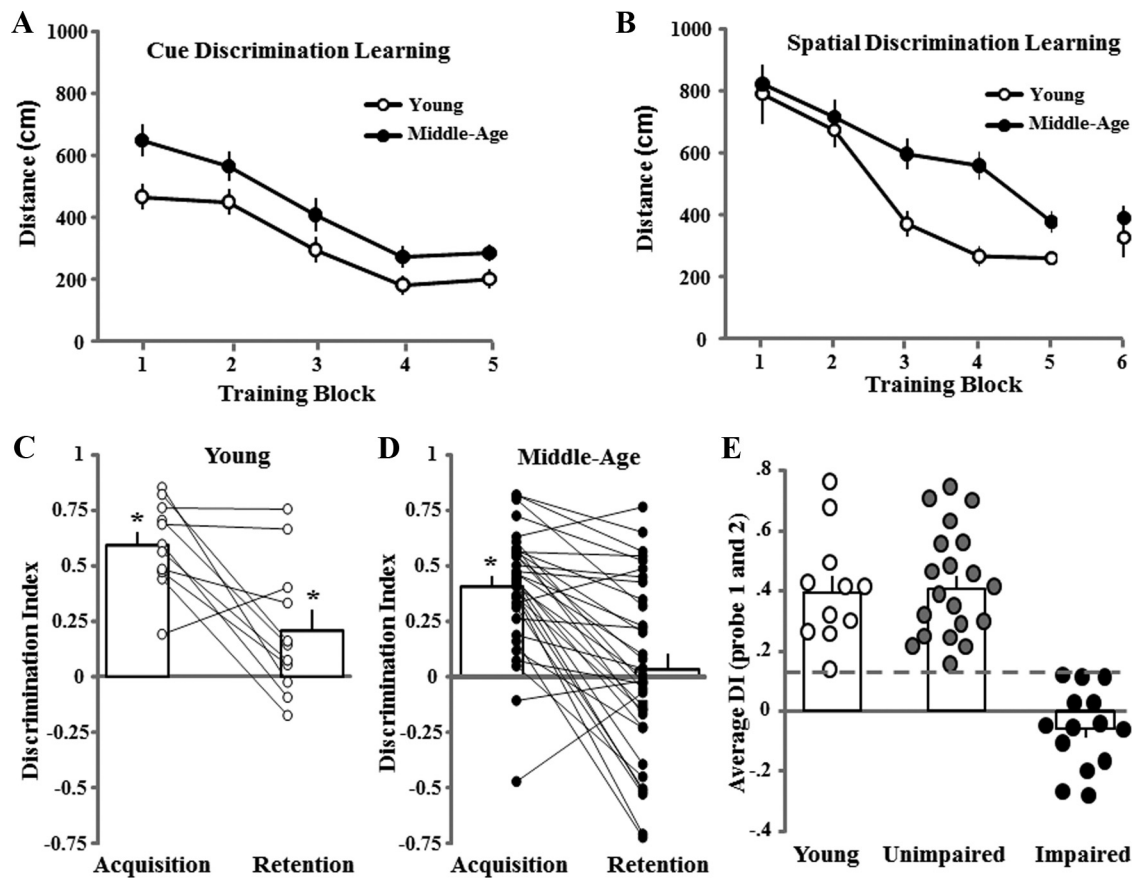 A
Cue Discrimination Learning
Young
Middle-Age
Distance (cm)
1000
800
600
400
200
0
1 2 3 4 5
Training Block
B
Spatial Discrimination Learning
Young
Middle-Age
Distance (cm)
1000
800
600
400
200
0
1 2 3 4 5 6
Training Block
C
Young
Discrimination Index
1
0.75
0.5
0.25
0
-0.25
-0.5
-0.75
* *
Acquisition Retention
D
Middle-Age
Discrimination Index
1
0.75
0.5
0.25
0
-0.25
-0.5
-0.75
*
Acquisition Retention
E
Average DI (probe 1 and 2)
.8
.6
.4
.2
0
-.2
-.4
Young Unimpaired Impaired